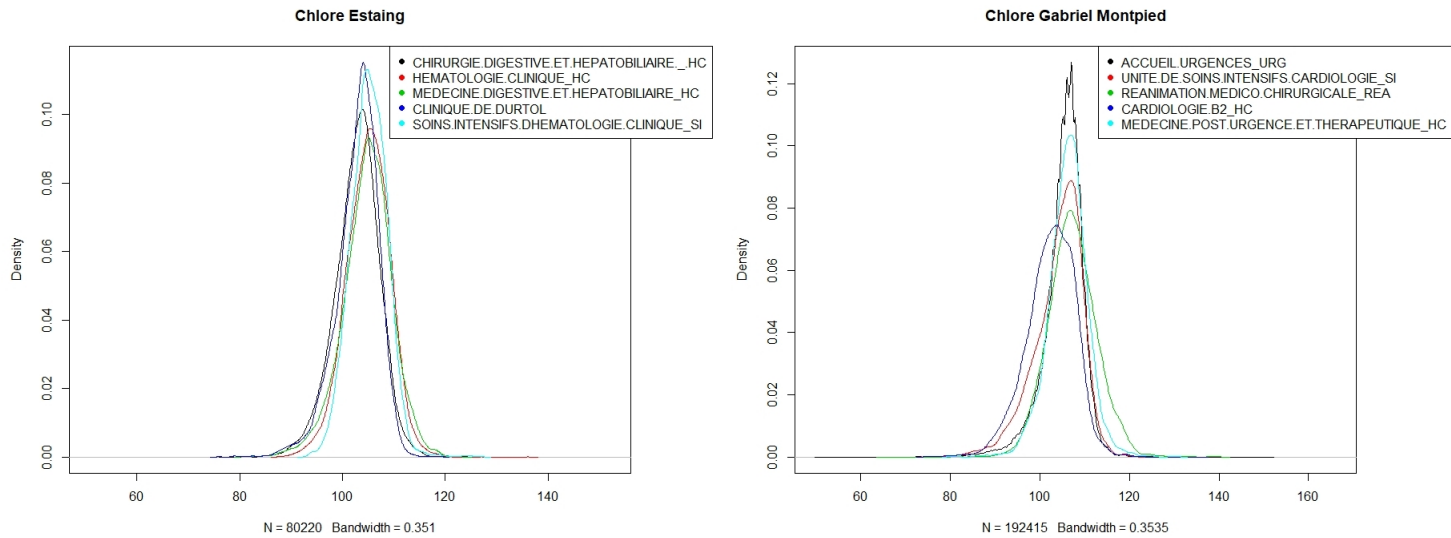 Chlore Estaing
CHIRURGIE.DIGESTIVE.ET.HEPATOBILIAIRE._.HC
HEMATOLOGIE.CLINIQUE_HC
MEDECINE.DIGESTIVE.ET.HEPATOBILIAIRE_HC
CLINIQUE.DE.DURTOL
SOINS.INTENSIFS.DHEMATOLOGIE.CLINIQUE_SI
Density
0.10
0.08
0.06
0.04
0.02
0.00
60 80 100 120 140
N = 80220 Bandwidth = 0.351
Chlore Gabriel Montpied
ACCUEIL.URGENCES_URG
UNITE.DE.SOINS.INTENSIFS.CARDIOLOGIE_SI
REANIMATION.MEDICO.CHIRURGICALE_REA
CARDIOLOGIE.B2_HC
MEDECINE.POST.URGENCE.ET.THERAPEUTIQUE_HC
Density
0.12
0.10
0.08
0.06
0.04
0.02
0.00
60 80 100 120 140 160
N = 192415 Bandwidth = 0.3535